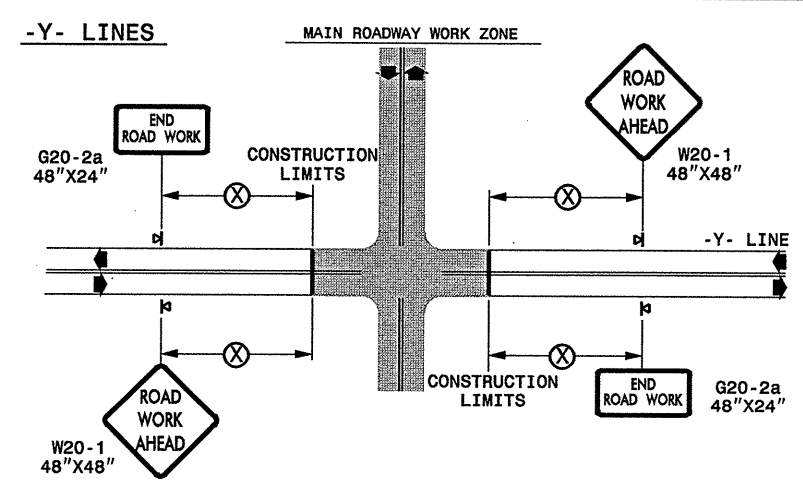 -Y- LINES
MAIN ROADWAY WORK ZONE
END
ROAD WORK
G20-2a
48"X24"
CONSTRUCTION
LIMITS
X
ROAD
WORK
AHEAD
W20-1
48"X48"
X
-Y- LINE
X
ROAD
WORK
AHEAD
W20-1
48"X48"
X
CONSTRUCTION
LIMITS
END
ROAD WORK
G20-2a
48"X24"